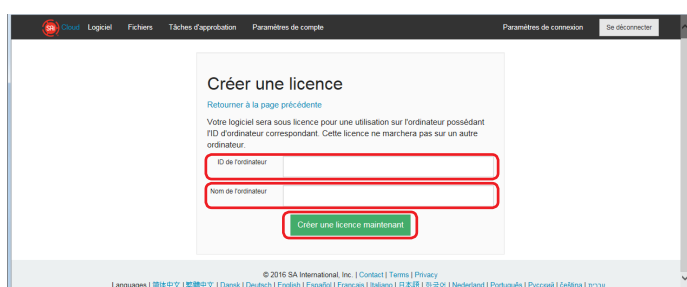 SAi Cloud Logiciel Fichiers Tâches d'approbation Paramètres de compte Paramètres de connexion Se déconnecter
Créer une licence
Retourner à la page précédente
Votre logiciel sera sous licence pour une utilisation sur l'ordinateur possédant
l'ID d'ordinateur correspondant. Cette licence ne marchera pas sur un autre
ordinateur.
ID de l'ordinateur
Nom de l'ordinateur
Créer une licence maintenant
© 2016 SA International, Inc. | Contact | Terms | Privacy
Languages | 简体中文 | 繁體中文 | Dansk | Deutsch | English | Español | Français | Italiano | 日本語 | 한국어 | Nederland | Português | Русский | čeština | עברית